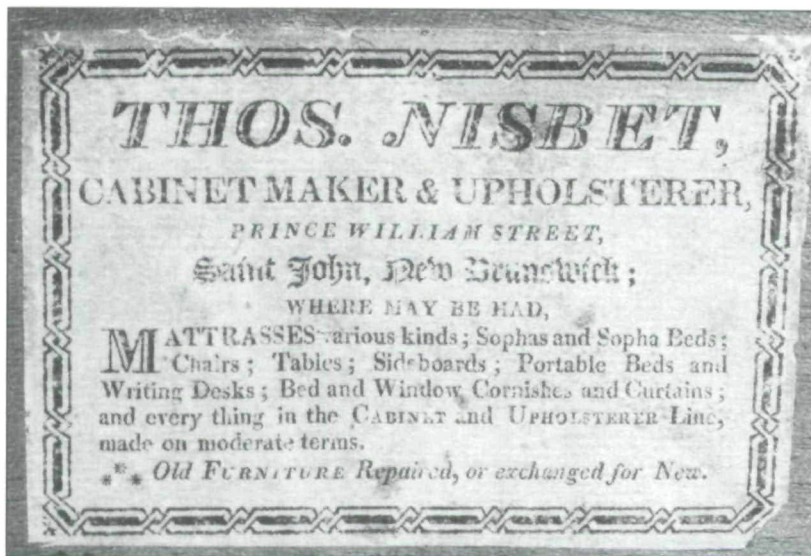 THOS. NISBET,
CABINET MAKER & UPHOLSTERER,
PRINCE WILLIAM STREET,
Saint John, New Brunswick;
WHERE MAY BE HAD,
MATTRASSES various kinds; Sophas and Sopha Beds;
Chairs; Tables; Sideboards; Portable Beds and
Writing Desks; Bed and Window Cornishes and Curtains;
and every thing in the CABINET and UPHOLSTERER Line,
made on moderate terms.
⁂ Old FURNITURE Repaired, or exchanged for New.